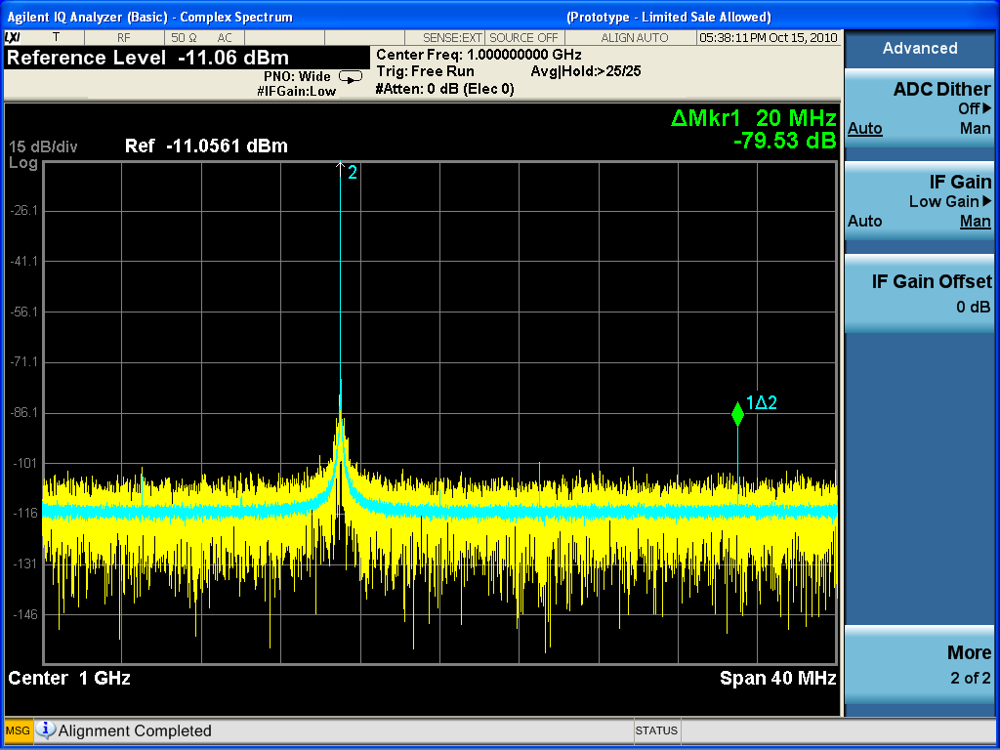 Agilent IQ Analyzer (Basic) - Complex Spectrum (Prototype - Limited Sale Allowed)
LXI T RF 50 Ω AC SENSE:EXT SOURCE OFF ALIGN AUTO 05:38:11 PM Oct 15, 2010
Reference Level -11.06 dBm
PNO: Wide
#IFGain:Low
Center Freq: 1.000000000 GHz
Trig: Free Run Avg|Hold:>25/25
#Atten: 0 dB (Elec 0)
ΔMkr1 20 MHz
-79.53 dB
15 dB/div Ref -11.0561 dBm
Log
2
-26.1
-41.1
-56.1
-71.1
-86.1
1Δ2
-101
-116
-131
-146
Center 1 GHz Span 40 MHz
Advanced
ADC Dither
Off
Auto Man
IF Gain
Low Gain
Auto Man
IF Gain Offset
0 dB
More
2 of 2
MSG Alignment Completed STATUS